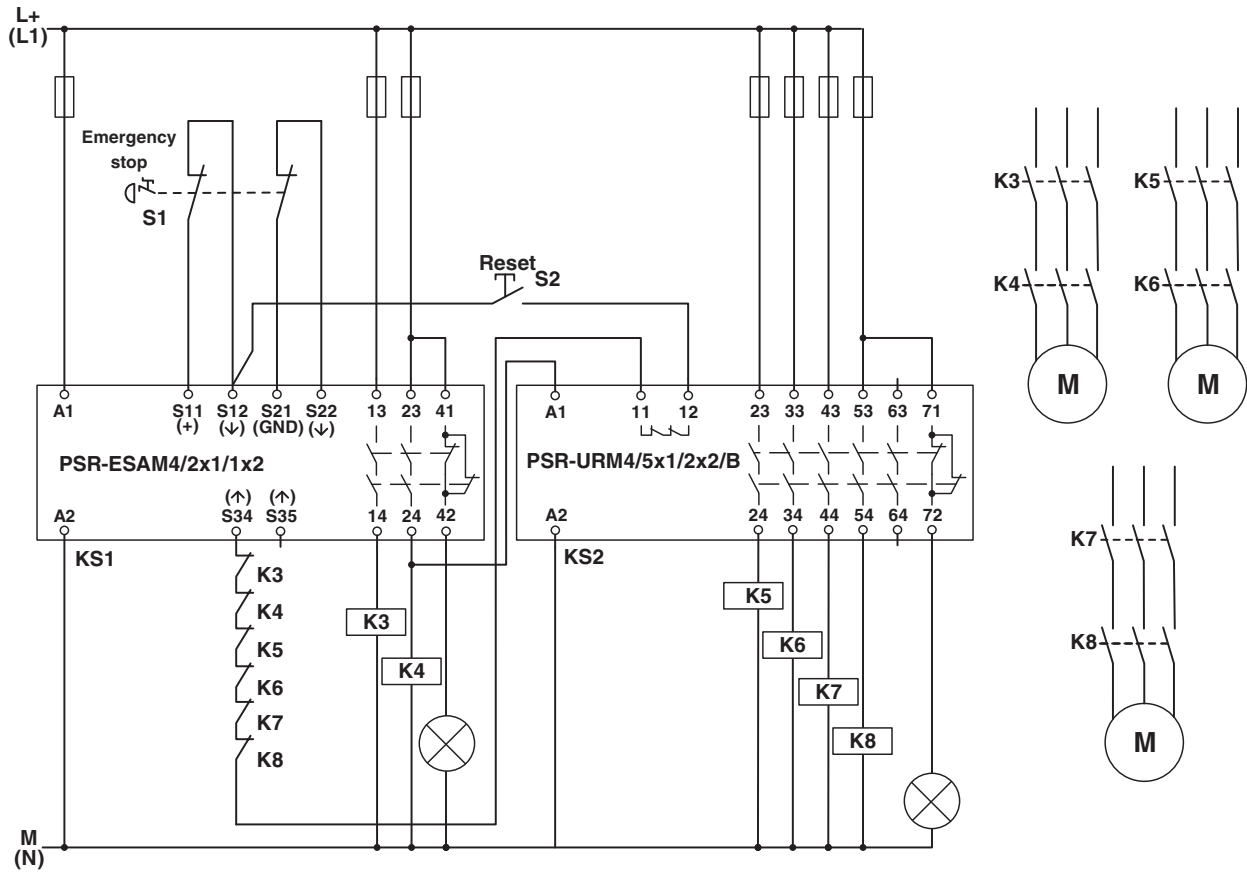 L+
(L1)
Emergency
stop
S1
Reset
S2
K3
K5
K4
K6
M
M
A1
S11
S12
S21
S22
13
23
41
(+)
(↓)
(GND)
(↓)
A1
11
12
23
33
43
53
63
71
PSR-ESAM4/2x1/1x2
PSR-URM4/5x1/2x2/B
(↑)
(↑)
A2
S34
S35
14
24
42
A2
24
34
44
54
64
72
KS1
KS2
K7
K3
K4
K5
K6
K7
K8
K3
K4
K5
K6
K7
K8
K8
M
M
(N)